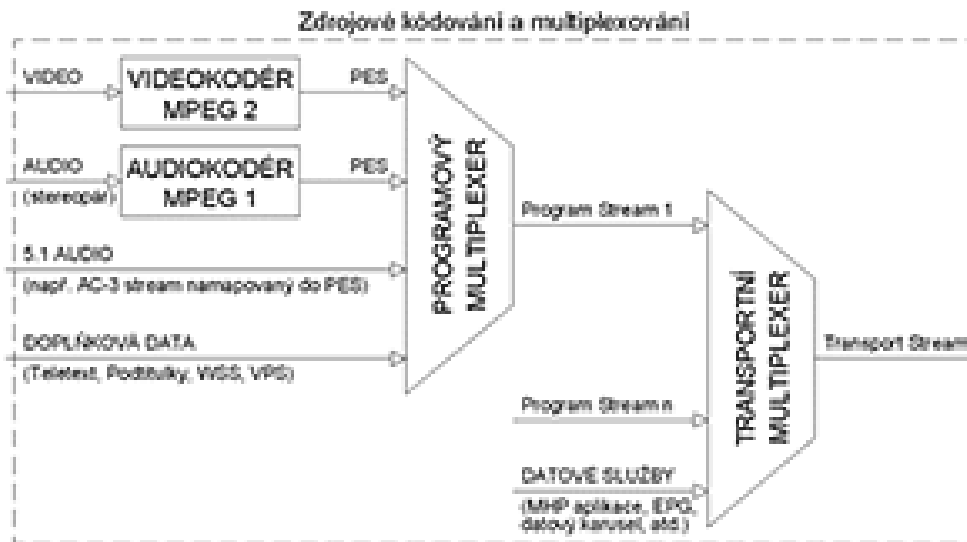 Zdrojové kódování a multiplexování
VIDEO
VIDEOKODÉR
MPEG 2
PES
AUDIO
(stereopár)
AUDIOKODÉR
MPEG 1
PES
5.1 AUDIO
(např. AC-3 stream namapovaný do PES)
DOPLŇKOVÁ DATA
(Teletext, Podtitulky, WSS, VPS)
PROGRAMOVÝ
MULTIPLEXER
Program Stream 1
Program Stream n
DATOVÉ SLUŽBY
(MHP aplikace, EPG,
datový karusel, atd.)
TRANSPORTNÍ
MULTIPLEXER
Transport Stream